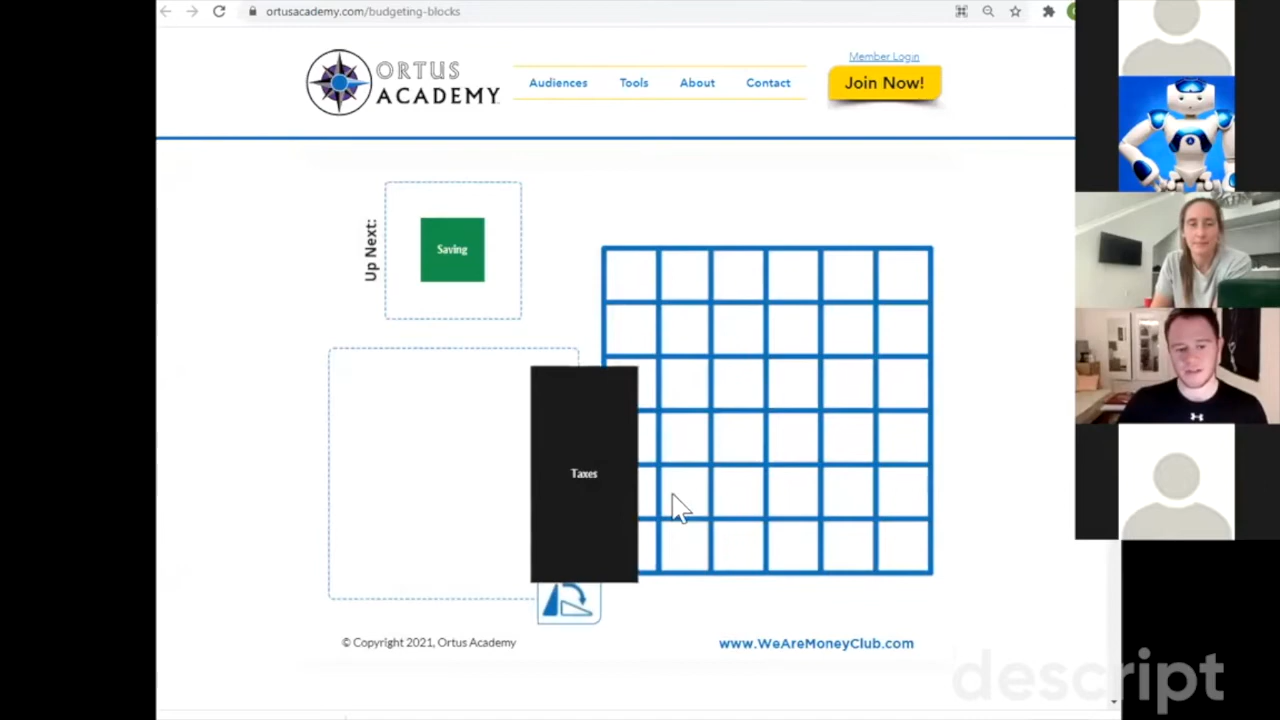 ortusacademy.com/budgeting-blocks
Member Login
ORTUS
ACADEMY
Audiences
Tools
About
Contact
Join Now!
Up Next:
Saving
Taxes
© Copyright 2021, Ortus Academy
www.WeAreMoneyClub.com
descript